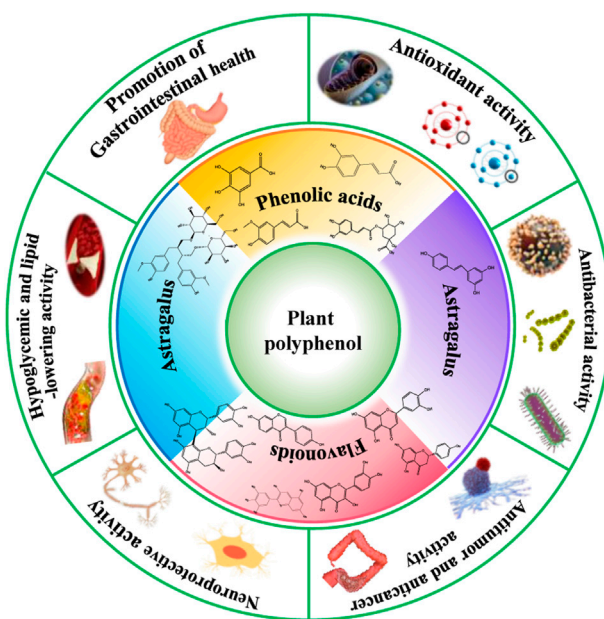 Promotion of
Gastrointestinal health
Antioxidant activity
Antibacterial activity
Antitumor and anticancer
activity
Neuroprotective activity
Hypoglycemic and lipid
-lowering activity
Phenolic acids
Astragalus
Flavonoids
Astragalus
Plant
polyphenol